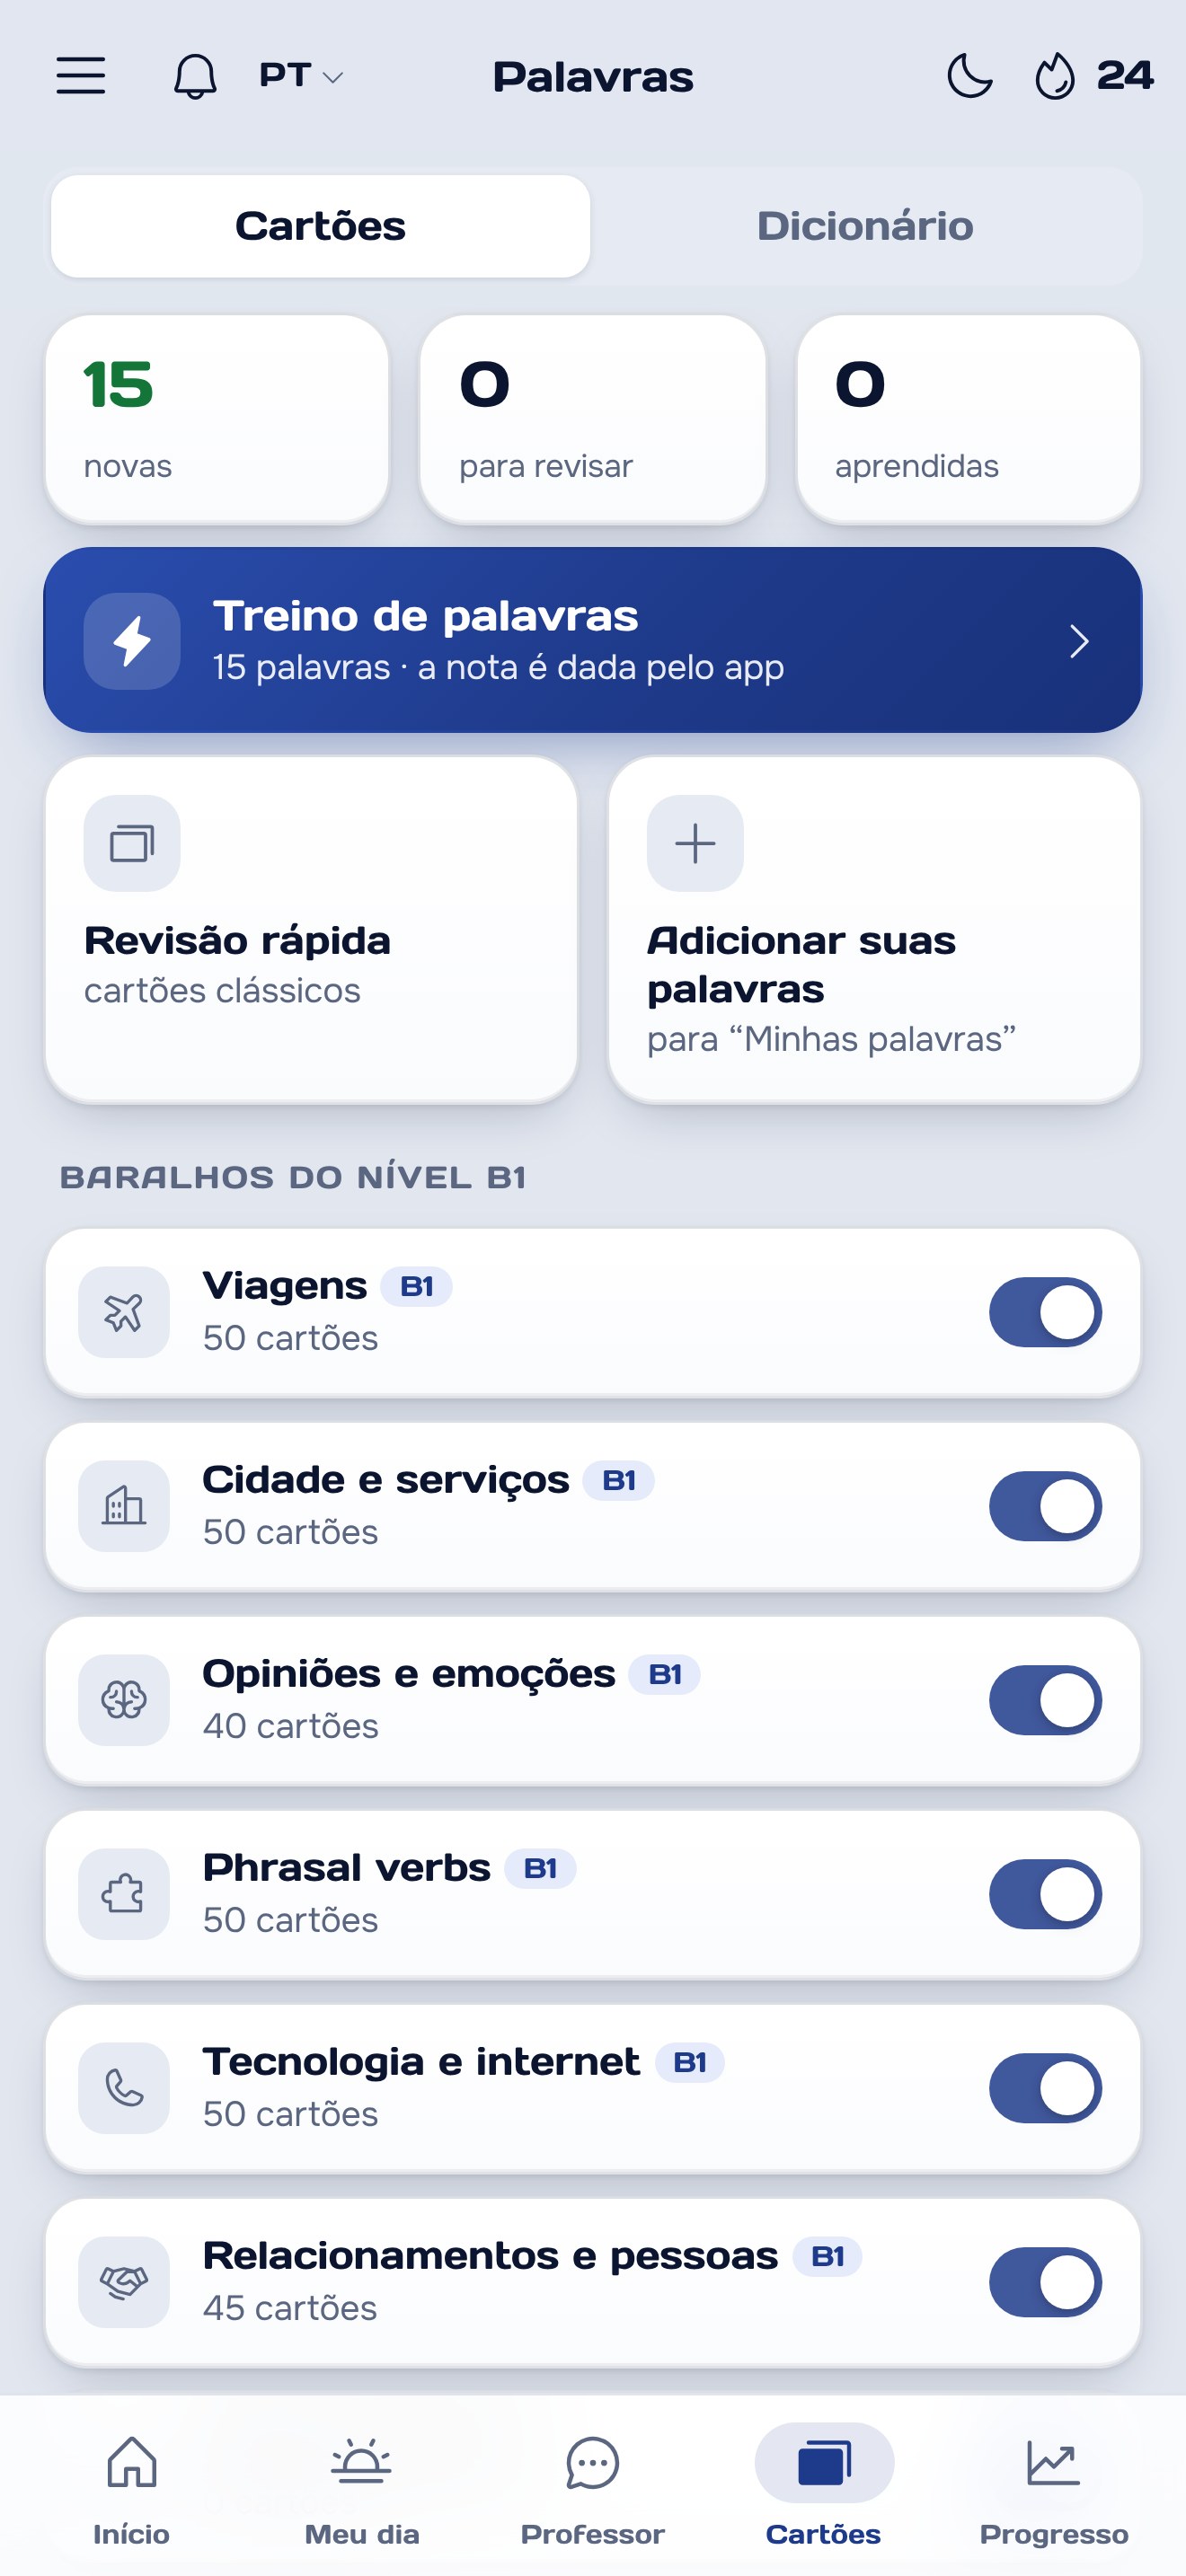 PT
Palavras
24
Cartões
Dicionário
15
novas
0
para revisar
0
aprendidas
Treino de palavras
15 palavras · a nota é dada pelo app
Revisão rápida
cartões clássicos
Adicionar suas
palavras
para “Minhas palavras”
BARALHOS DO NÍVEL B1
Viagens B1
50 cartões
Cidade e serviços B1
50 cartões
Opiniões e emoções B1
40 cartões
Phrasal verbs B1
50 cartões
Tecnologia e internet B1
50 cartões
Relacionamentos e pessoas B1
45 cartões
Início
Meu dia
Professor
Cartões
Progresso